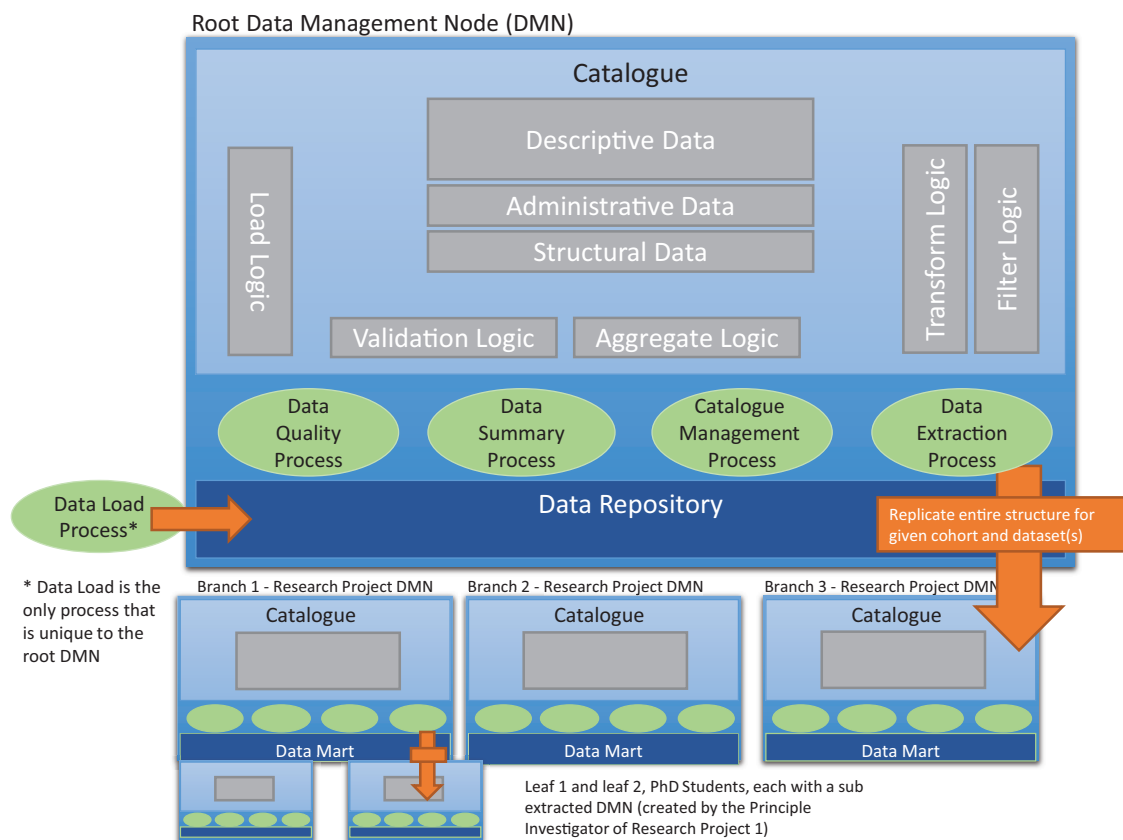 Root Data Management Node (DMN)
Catalogue
Descriptive Data
Administrative Data
Structural Data
Load Logic
Validation Logic
Aggregate Logic
Transform Logic
Filter Logic
Data
Quality
Process
Data
Summary
Process
Catalogue
Management
Process
Data
Extraction
Process
Data Load
Process*
Data Repository
Replicate entire structure for
given cohort and dataset(s)
* Data Load is the
only process that
is unique to the
root DMN
Branch 1 - Research Project DMN
Catalogue
Data Mart
Branch 2 - Research Project DMN
Catalogue
Data Mart
Branch 3 - Research Project DMN
Catalogue
Data Mart
Leaf 1 and leaf 2, PhD Students, each with a sub
extracted DMN (created by the Principle
Investigator of Research Project 1)